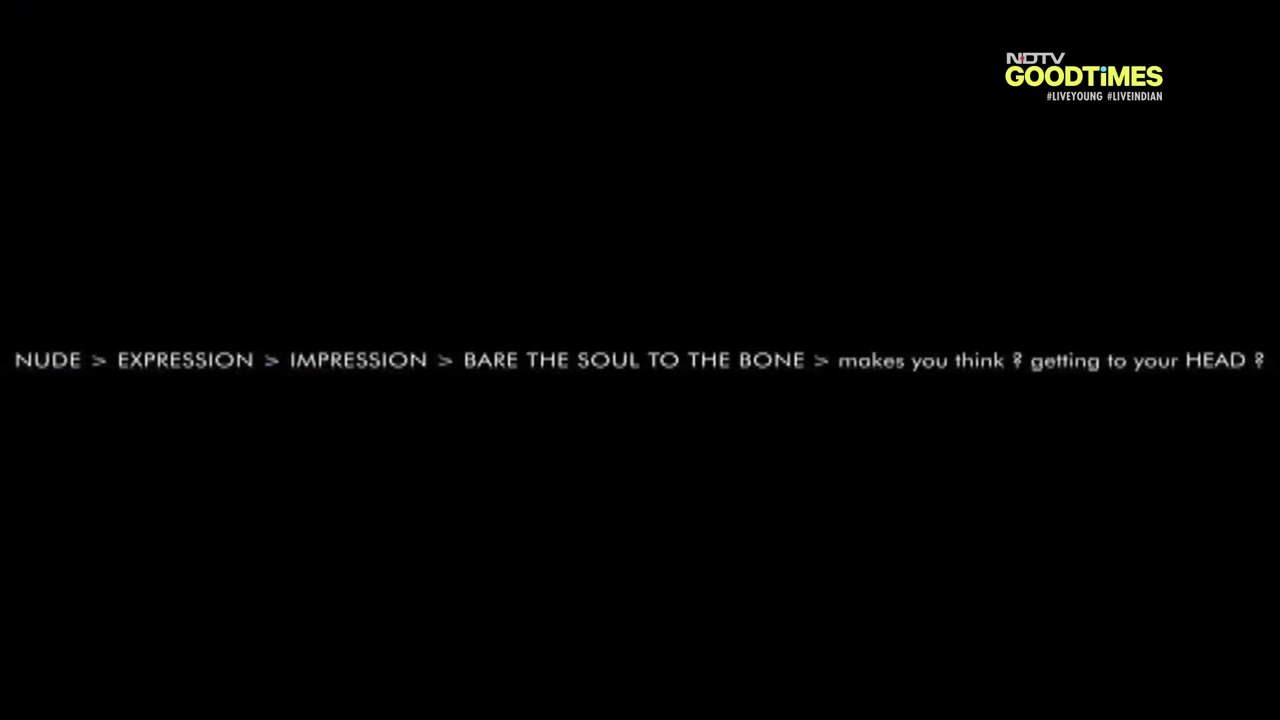 NDTV
GOODTiMES
#LIVEYOUNG #LIVEINDIAN
NUDE > EXPRESSION > IMPRESSION > BARE THE SOUL TO THE BONE > makes you think ? getting to your HEAD ?